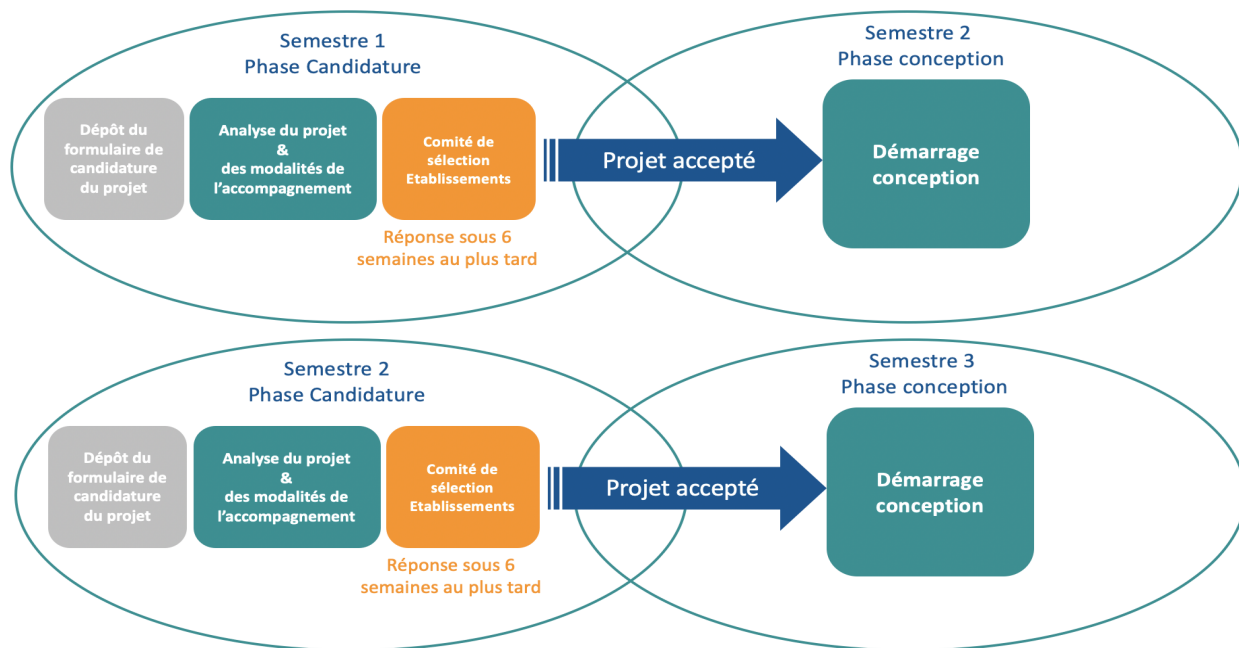 Semestre 1
Phase Candidature
Dépôt du
formulaire de
candidature
du projet
Analyse du projet
&
des modalités de
l'accompagnement
Comité de
sélection
Etablissements
Réponse sous 6
semaines au plus tard
Projet accepté
Semestre 2
Phase conception
Démarrage
conception
Semestre 2
Phase Candidature
Dépôt du
formulaire de
candidature
du projet
Analyse du projet
&
des modalités de
l'accompagnement
Comité de
sélection
Etablissements
Réponse sous 6
semaines au plus tard
Projet accepté
Semestre 3
Phase conception
Démarrage
conception